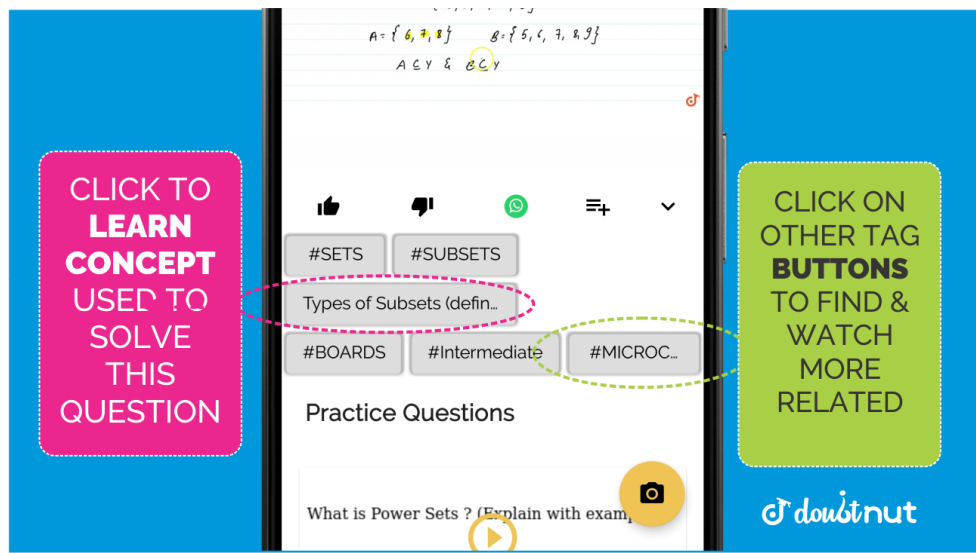 A = { 6, 7, 8}     B = { 5, 6, 7, 8, 9}
A ⊆ Y & B ⊆ Y
CLICK TO
LEARN
CONCEPT
USED TO
SOLVE
THIS
QUESTION
#SETS
#SUBSETS
Types of Subsets (defin...
#BOARDS
#Intermediate
#MICROC...
Practice Questions
What is Power Sets ? (Explain with exam
CLICK ON
OTHER TAG
BUTTONS
TO FIND &
WATCH
MORE
RELATED
doubtnut